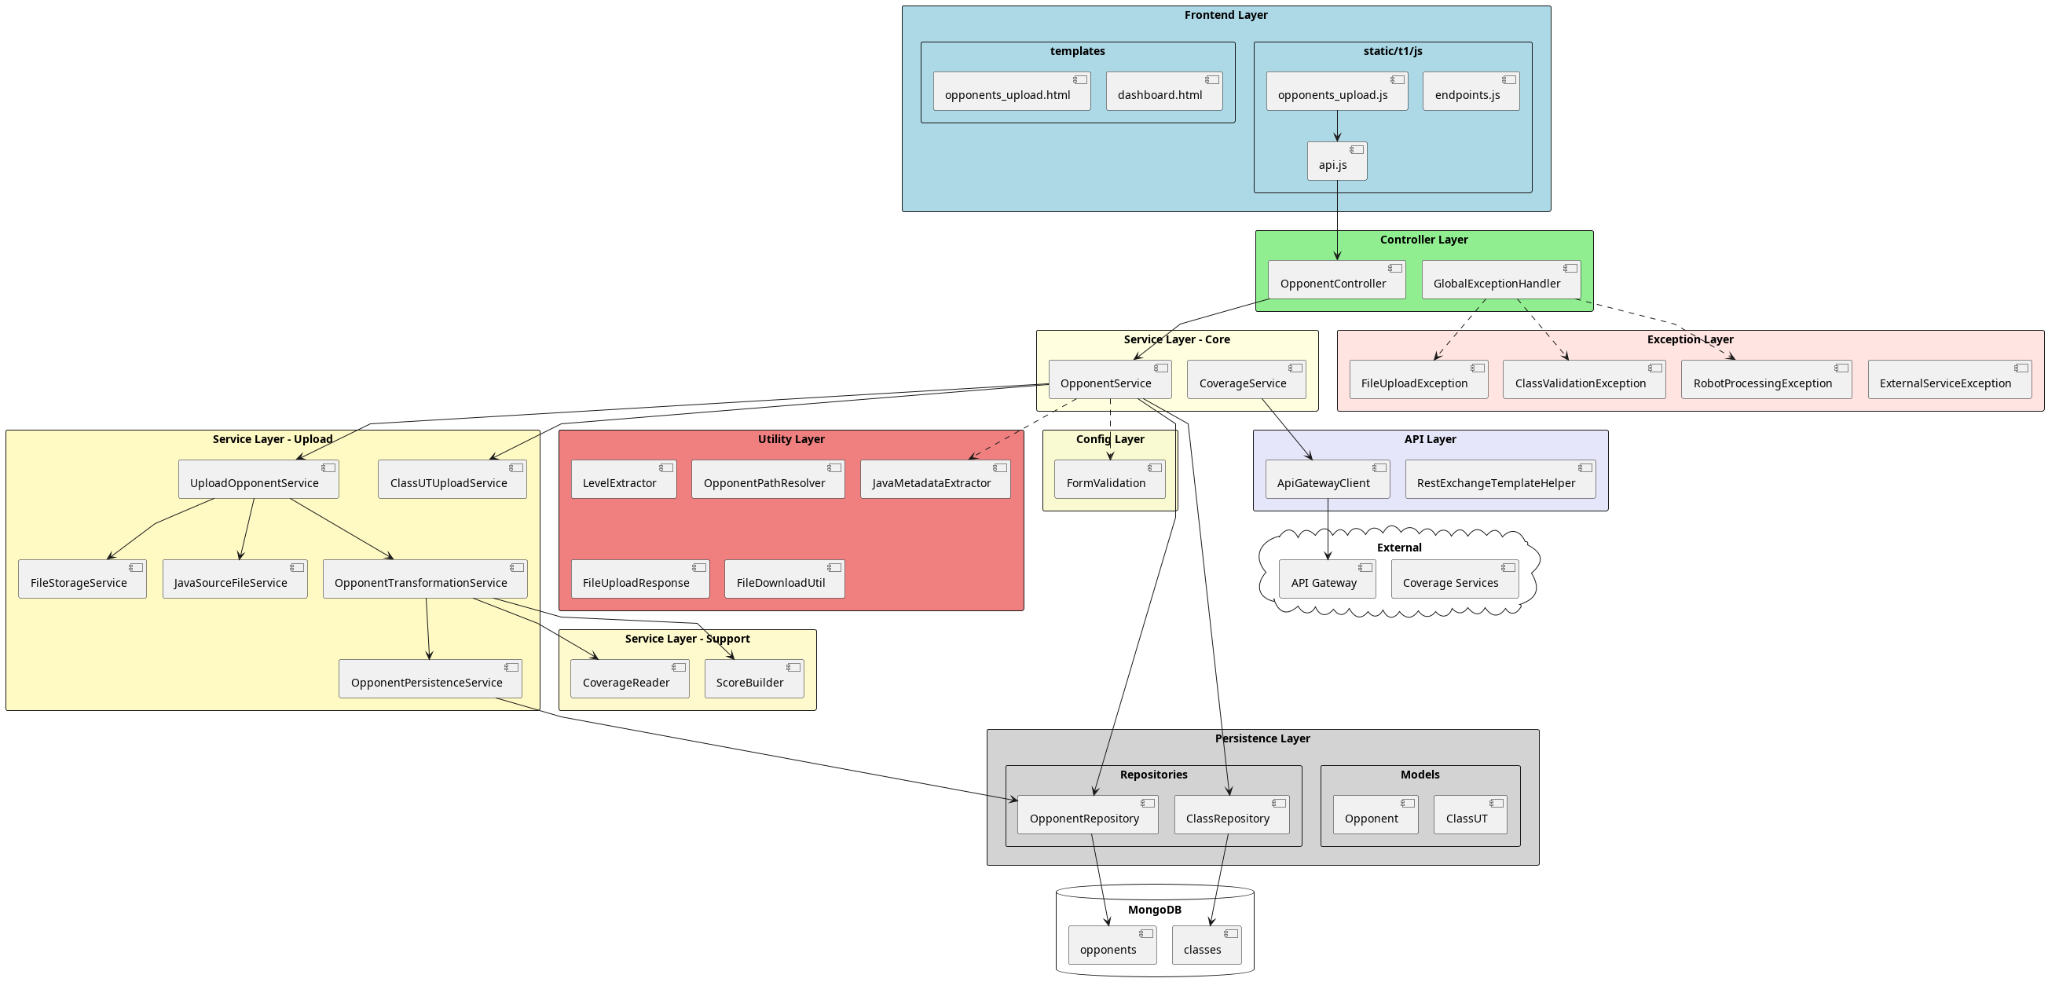 Frontend Layer
templates
static/t1/js
opponents_upload.html
dashboard.html
opponents_upload.js
endpoints.js
api.js
Controller Layer
OpponentController
GlobalExceptionHandler
Service Layer - Core
OpponentService
CoverageService
Exception Layer
FileUploadException
ClassValidationException
RobotProcessingException
ExternalServiceException
Service Layer - Upload
UploadOpponentService
ClassUTUploadService
FileStorageService
JavaSourceFileService
OpponentTransformationService
OpponentPersistenceService
Utility Layer
LevelExtractor
OpponentPathResolver
JavaMetadataExtractor
FileUploadResponse
FileDownloadUtil
Config Layer
FormValidation
API Layer
ApiGatewayClient
RestExchangeTemplateHelper
External
API Gateway
Coverage Services
Service Layer - Support
CoverageReader
ScoreBuilder
Persistence Layer
Repositories
Models
OpponentRepository
ClassRepository
Opponent
ClassUT
MongoDB
opponents
classes